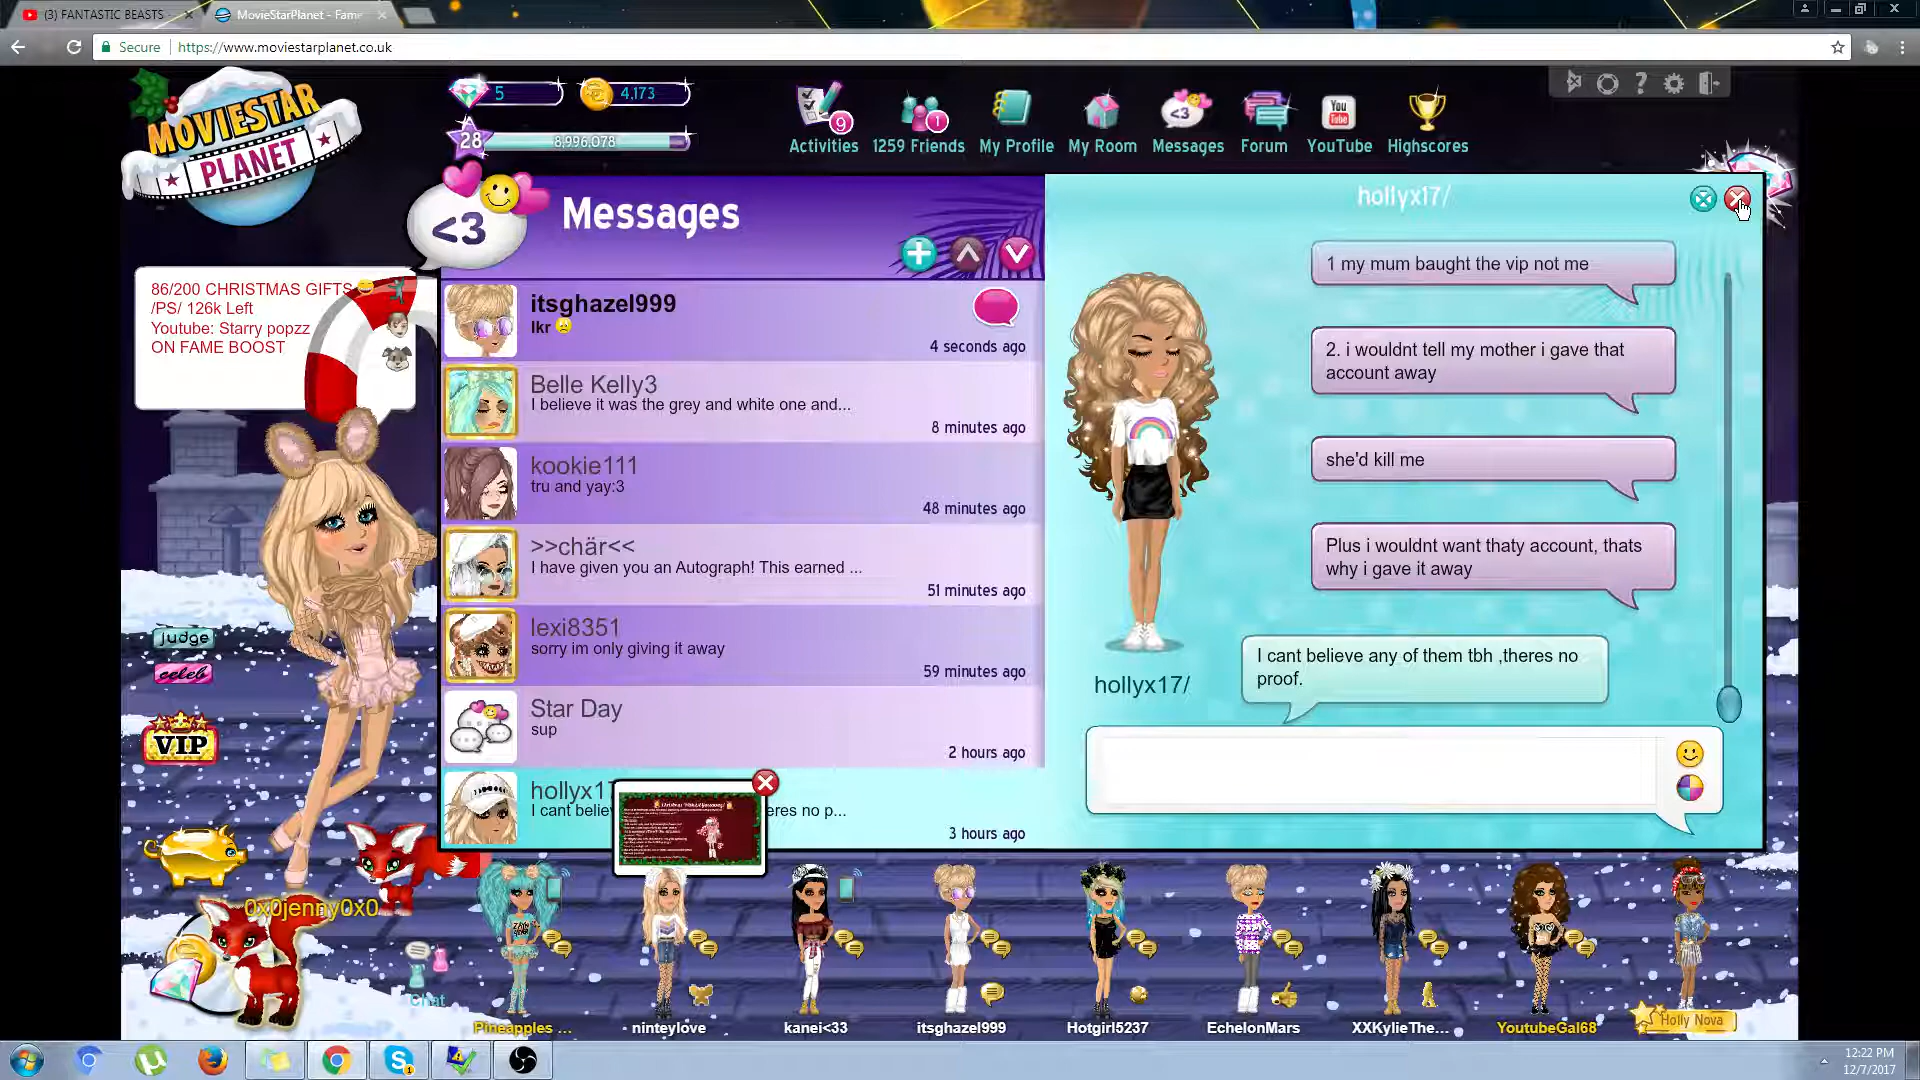 (3) FANTASTIC BEASTS
MovieStarPlanet - Fame
Secure
https://www.moviestarplanet.co.uk
MOVIESTAR
PLANET
5
4,173
28
8,996,078
9
Activities
1
1259 Friends
My Profile
My Room
<3
Messages
Forum
You
Tube
YouTube
Highscores
86/200 CHRISTMAS GIFTS
/PS/ 126k Left
Youtube: Starry popzz
ON FAME BOOST
judge
celeb
VIP
0x0jenny0x0
<3
Messages
itsghazel999
Ikr
4 seconds ago
Belle Kelly3
I believe it was the grey and white one and...
8 minutes ago
kookie111
tru and yay:3
48 minutes ago
>>chär<<
I have given you an Autograph! This earned ...
51 minutes ago
lexi8351
sorry im only giving it away
59 minutes ago
Star Day
sup
2 hours ago
hollyx1
I cant believ
eres no p...
3 hours ago
hollyx17/
1 my mum baught the vip not me
2. i wouldnt tell my mother i gave that
account away
she'd kill me
Plus i wouldnt want thaty account, thats
why i gave it away
I cant believe any of them tbh ,theres no
proof.
hollyx17/
Chat
Pineapples ...
ninteylove
kanei<33
itsghazel999
Hotgirl5237
EchelonMars
XXKylieThe...
YoutubeGal68
Holly Nova
12:22 PM
12/7/2017